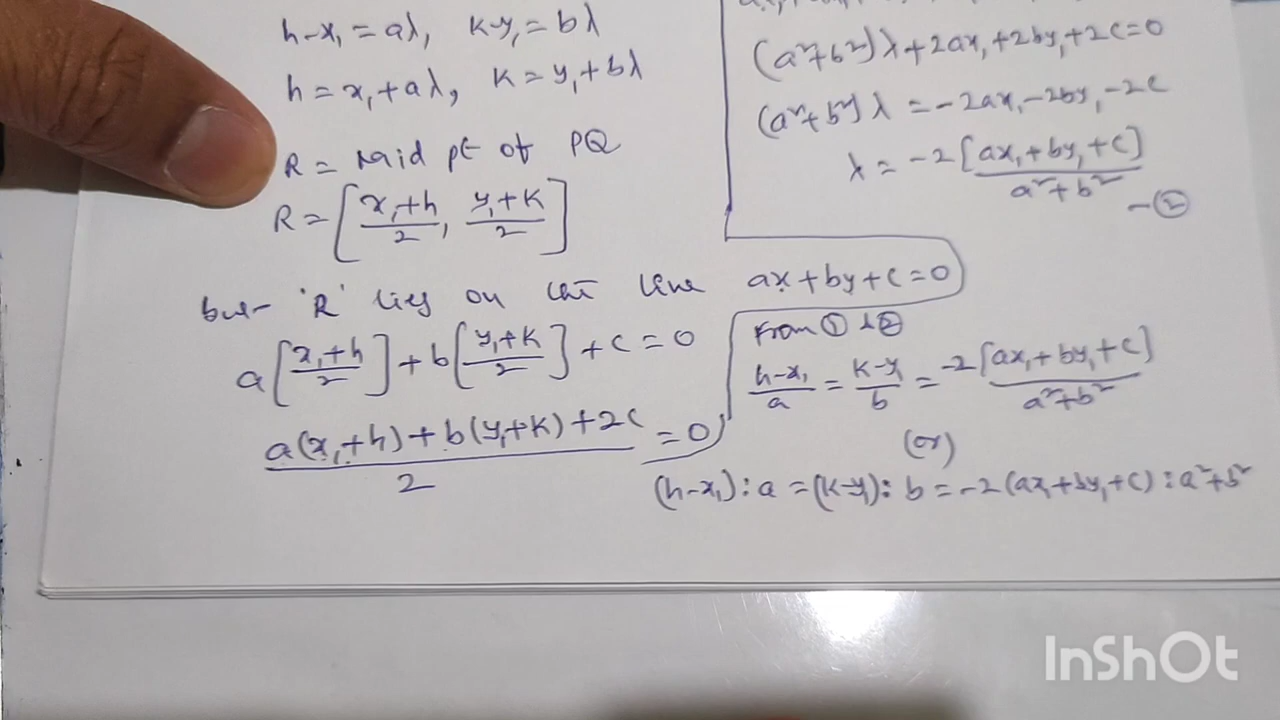 h-x₁ = aλ, k-y₁ = bλ
h = x₁+aλ, k = y₁+bλ
R = mid pt of PQ
R = [x₁+h/2, y₁+k/2]
but 'R' lies on the line ax+by+c=0
a[x₁+h/2] + b[y₁+k/2] + c = 0
a(x₁+h)+b(y₁+k)+2c/2 = 0
(a²+b²)λ+2ax₁+2by₁+2c=0
(a²+b²)λ = -2ax₁-2by₁-2c
λ = -2[ax₁+by₁+c]/a²+b² -②
From ① & ②
h-x₁/a = k-y₁/b = -2[ax₁+by₁+c]/a²+b²
(or)
(h-x₁):a = (k-y₁):b = -2(ax₁+by₁+c):a²+b²
InShOt